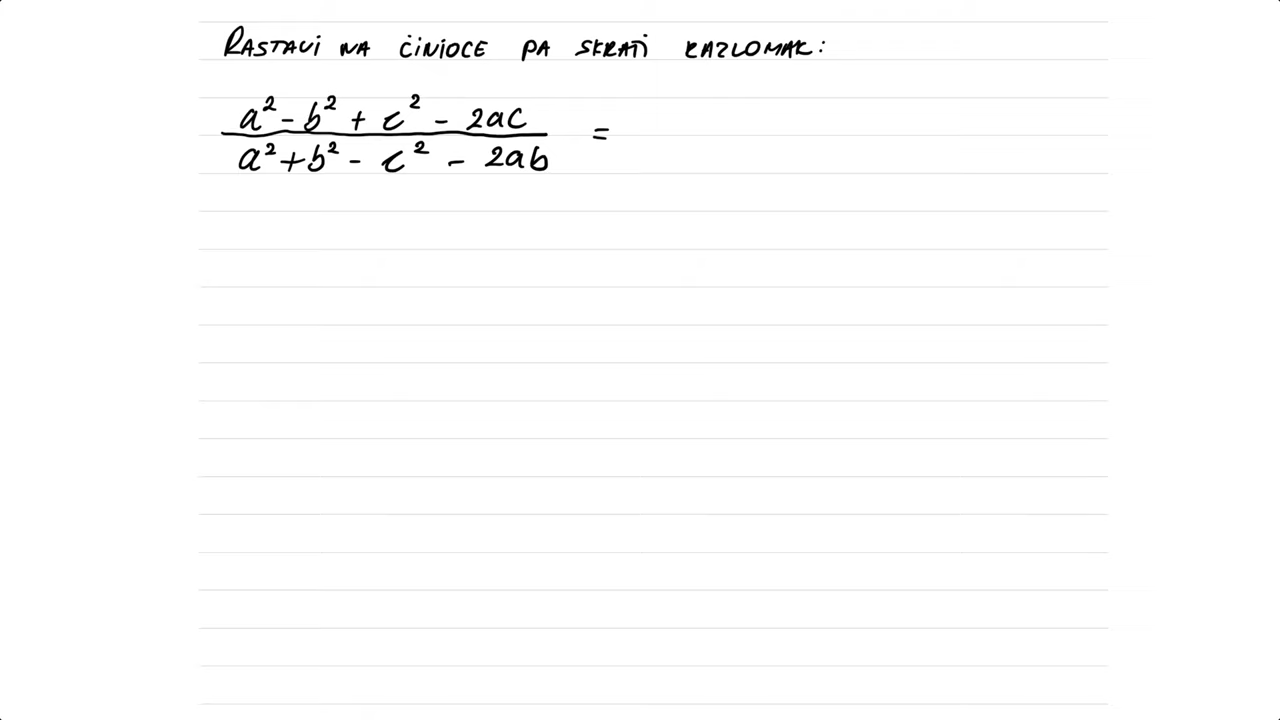 RASTAVI NA ČINIOCE PA SKRATI RAZLOMAK:
a² - b² + c² - 2ac
a² + b² - c² - 2ab =